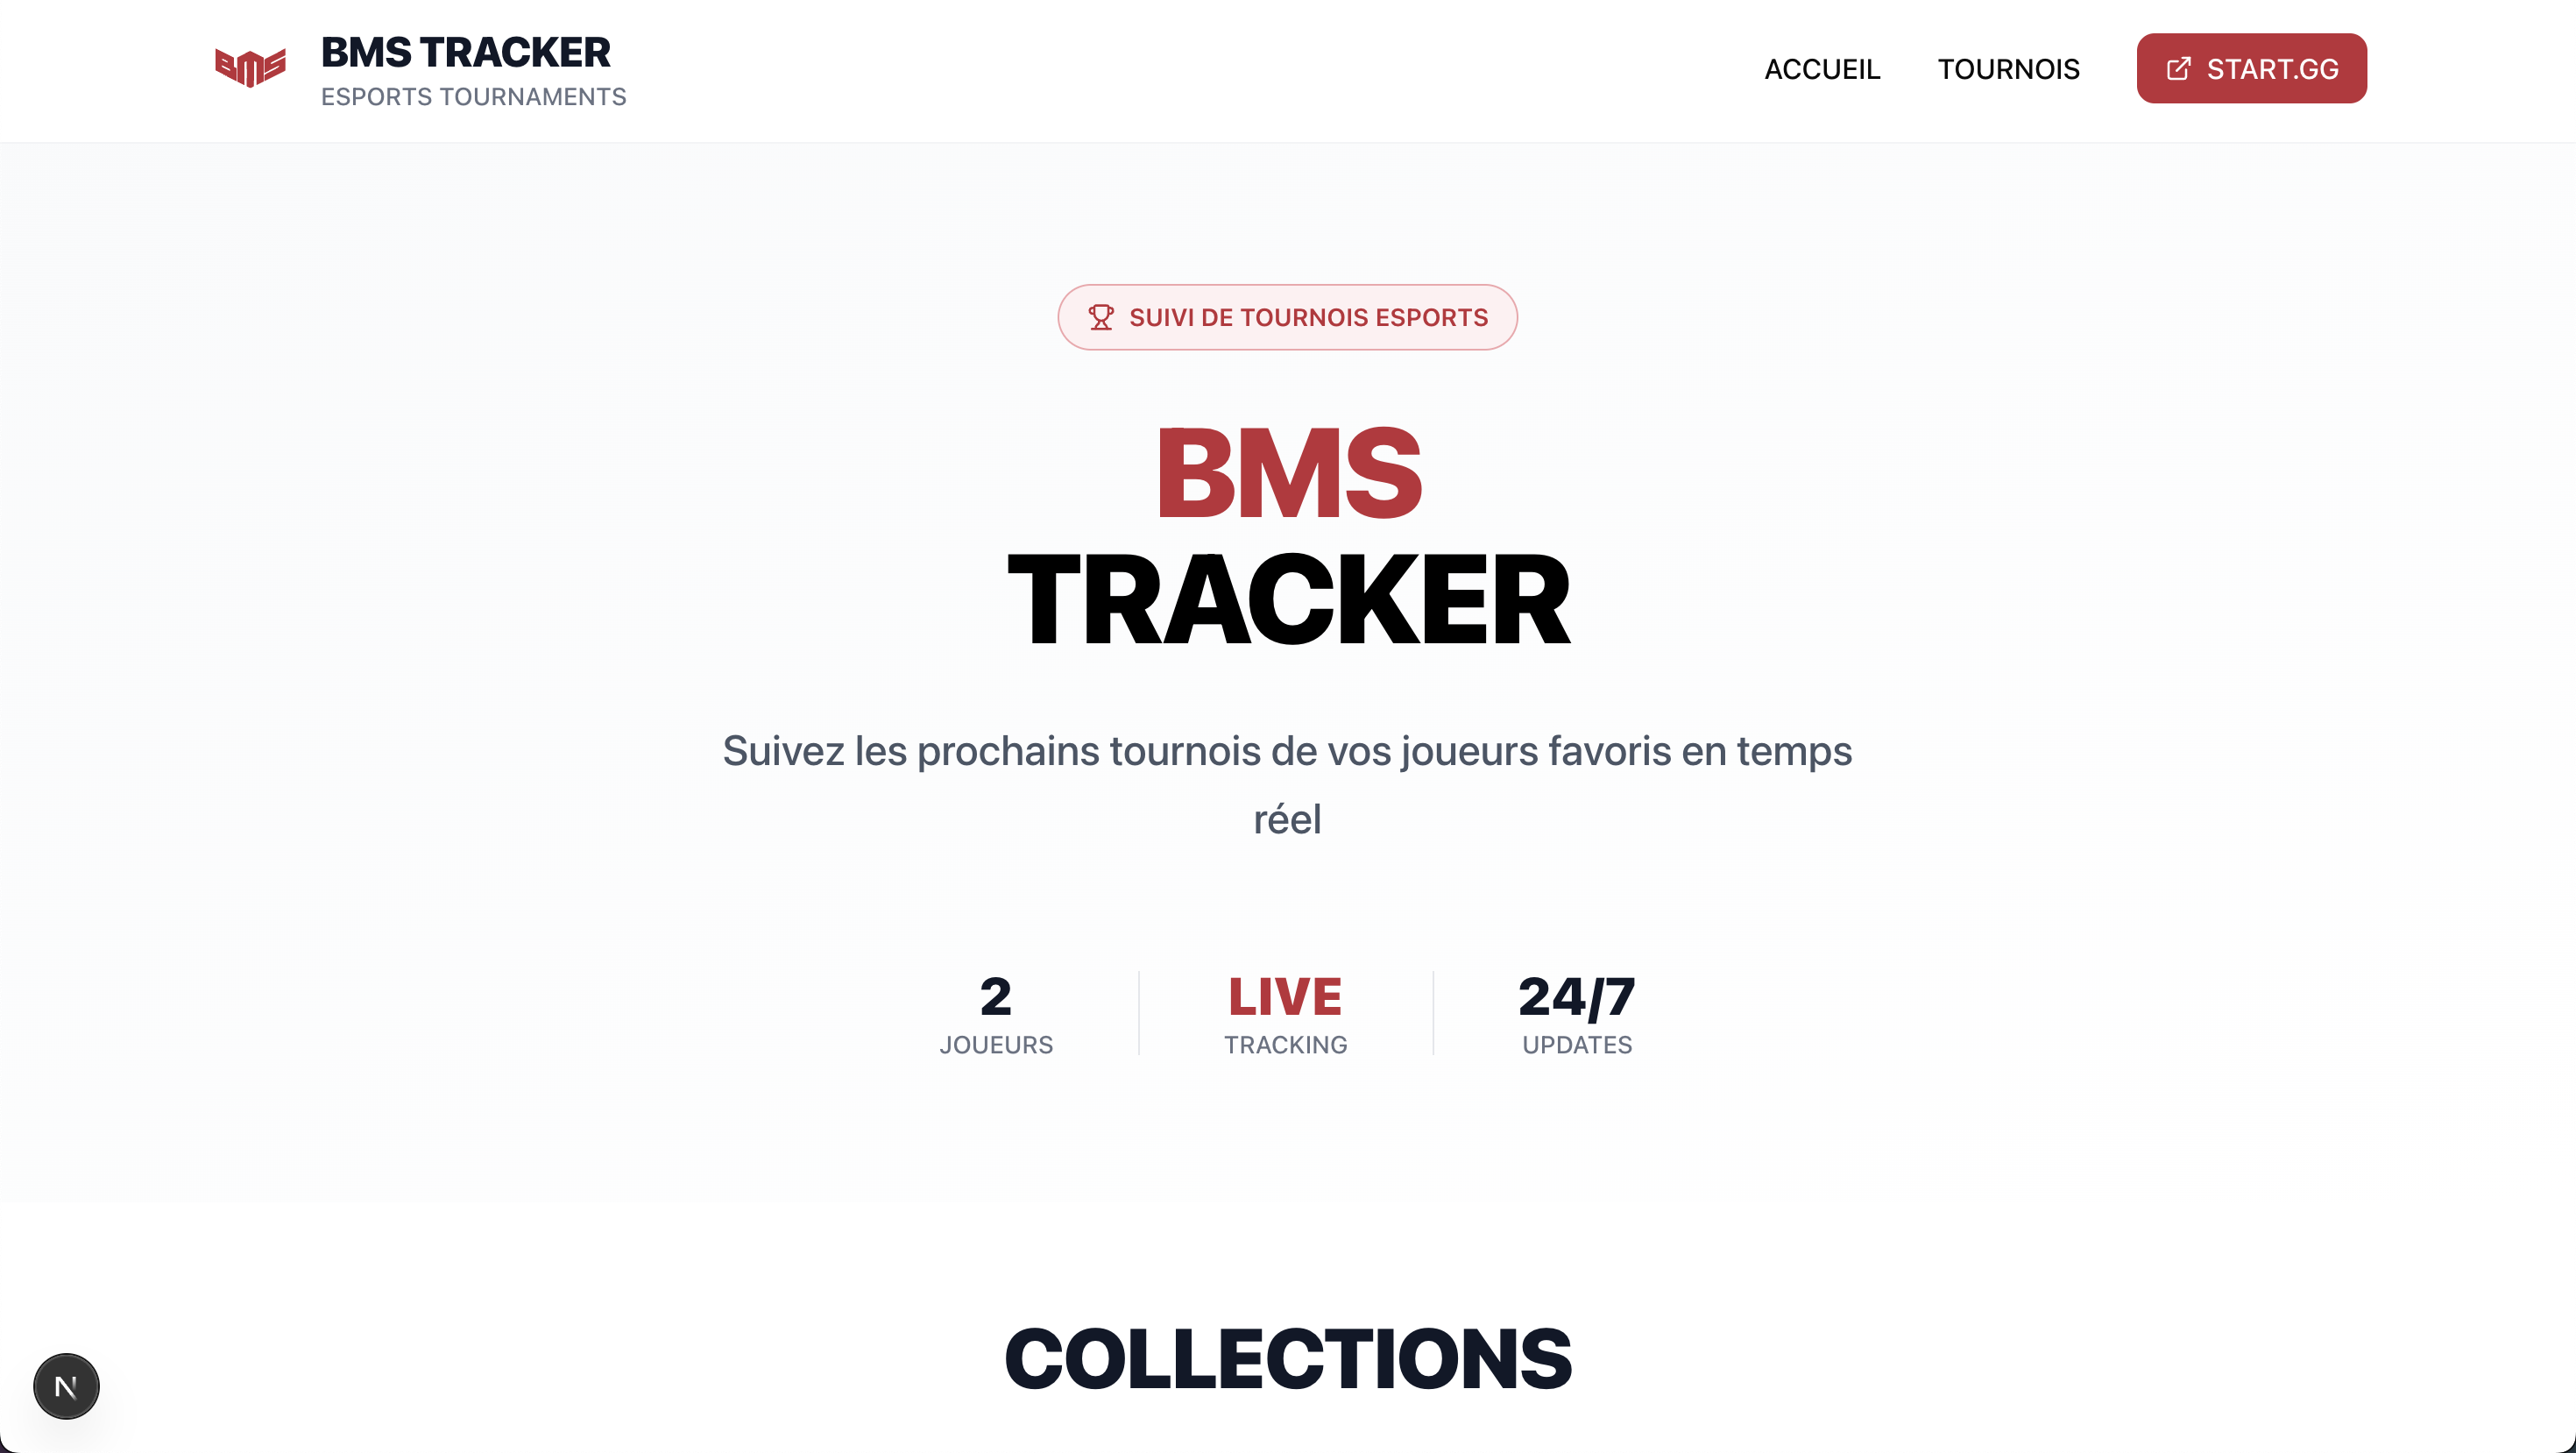 BMS
BMS TRACKER
ESPORTS TOURNAMENTS
ACCUEIL
TOURNOIS
START.GG
SUIVI DE TOURNOIS ESPORTS
BMS
TRACKER
Suivez les prochains tournois de vos joueurs favoris en temps
réel
2
JOUEURS
LIVE
TRACKING
24/7
UPDATES
COLLECTIONS
N